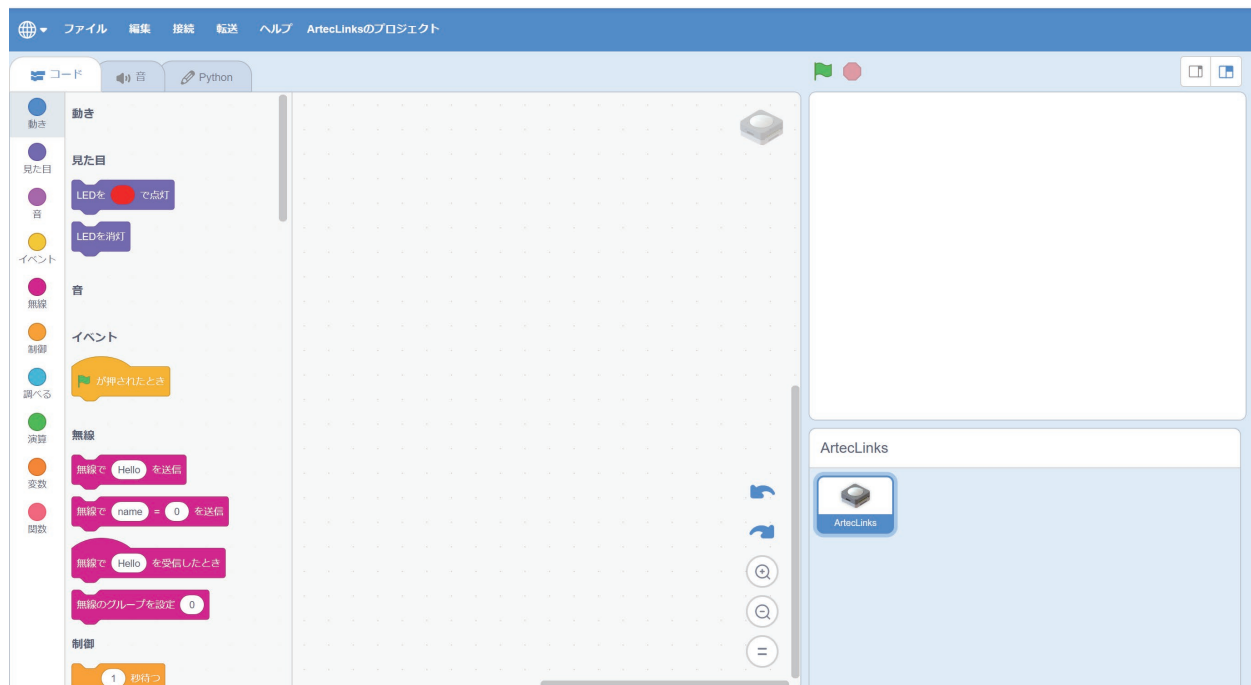 ファイル 編集 接続 転送 ヘルプ ArtecLinksのプロジェクト
コード 音 Python
動き
見た目
音
イベント
無線
制御
調べる
演算
変数
関数
動き
見た目
LEDを で点灯
LEDを消灯
音
イベント
が押されたとき
無線
無線で Hello を送信
無線で name = 0 を送信
無線で Hello を受信したとき
無線のグループを設定 0
制御
1 秒待つ
ArtecLinks
ArtecLinks